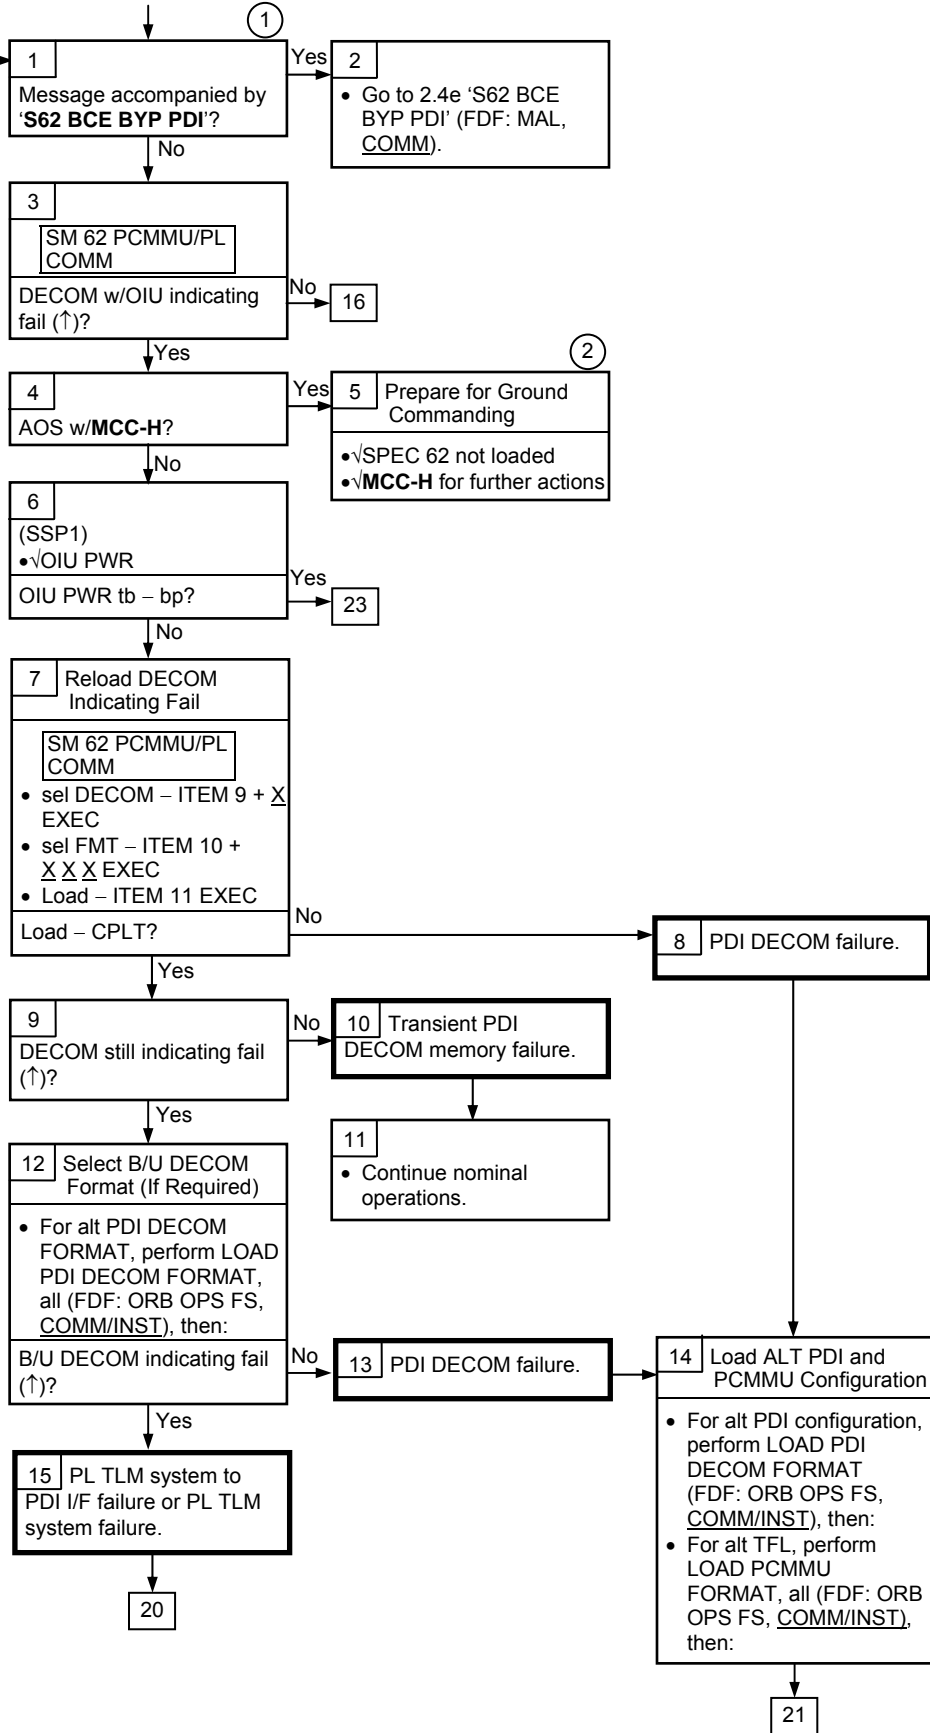 1
1
Message accompanied by
‘S62 BCE BYP PDI’?
Yes
2
• Go to 2.4e ‘S62 BCE
BYP PDI’ (FDF: MAL,
COMM).
No
3
SM 62 PCMMU/PL
COMM
DECOM w/OIU indicating
fail (↑)?
No
16
Yes
2
4
AOS w/MCC-H?
Yes
5 Prepare for Ground
Commanding
•√SPEC 62 not loaded
•√MCC-H for further actions
No
6
(SSP1)
•√OIU PWR
OIU PWR tb – bp?
Yes
23
No
7 Reload DECOM
Indicating Fail
SM 62 PCMMU/PL
COMM
• sel DECOM – ITEM 9 + X
EXEC
• sel FMT – ITEM 10 +
X X X EXEC
• Load – ITEM 11 EXEC
Load – CPLT?
No
8 PDI DECOM failure.
Yes
9
DECOM still indicating fail
(↑)?
No
10 Transient PDI
DECOM memory failure.
11
• Continue nominal
operations.
Yes
12 Select B/U DECOM
Format (If Required)
• For alt PDI DECOM
FORMAT, perform LOAD
PDI DECOM FORMAT,
all (FDF: ORB OPS FS,
COMM/INST), then:
B/U DECOM indicating fail
(↑)?
No
13 PDI DECOM failure.
14 Load ALT PDI and
PCMMU Configuration
• For alt PDI configuration,
perform LOAD PDI
DECOM FORMAT
(FDF: ORB OPS FS,
COMM/INST), then:
• For alt TFL, perform
LOAD PCMMU
FORMAT, all (FDF: ORB
OPS FS, COMM/INST),
then:
Yes
15 PL TLM system to
PDI I/F failure or PL TLM
system failure.
20
21